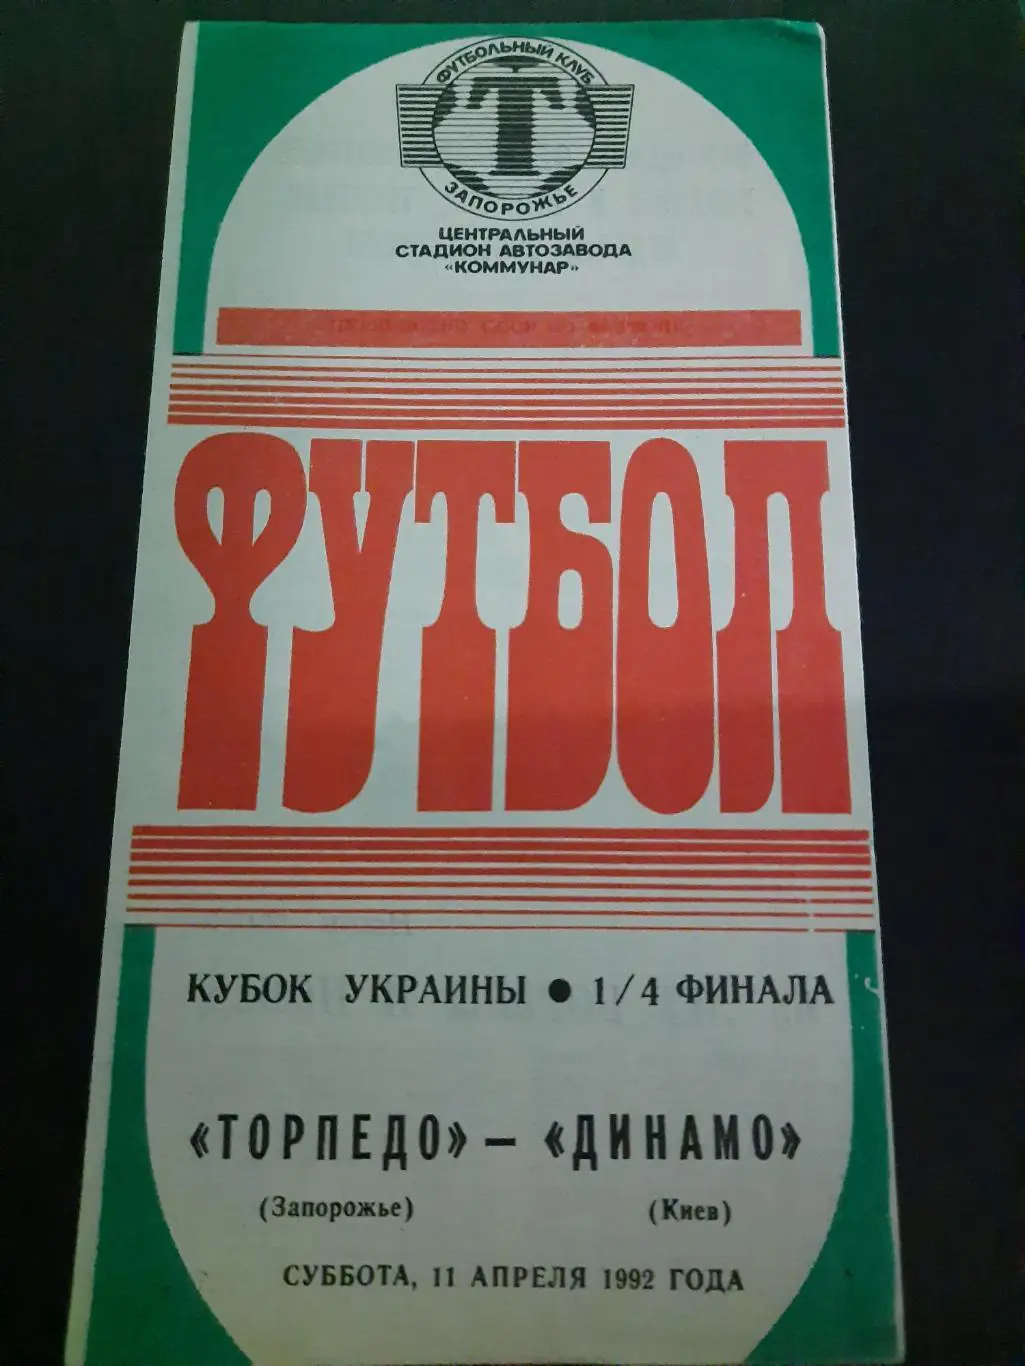 ФУТБОЛЬНЫЙ КЛУБ
Т
ЗАПОРОЖЬЕ
ЦЕНТРАЛЬНЫЙ
СТАДИОН АВТОЗАВОДА
«КОММУНАР»
ФУТБОЛ
КУБОК УКРАИНЫ ● 1/4 ФИНАЛА
«ТОРПЕДО» — «ДИНАМО»
(Запорожье) (Киев)
СУББОТА, 11 АПРЕЛЯ 1992 ГОДА